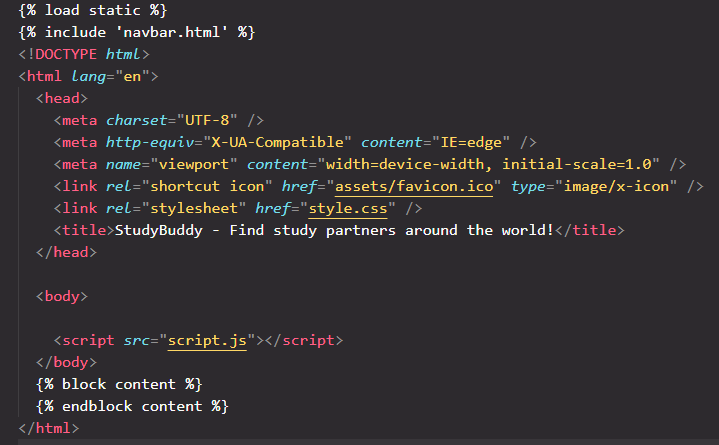 {% load static %}
{% include 'navbar.html' %}
<!DOCTYPE html>
<html lang="en">
<head>
<meta charset="UTF-8" />
<meta http-equiv="X-UA-Compatible" content="IE=edge" />
<meta name="viewport" content="width=device-width, initial-scale=1.0" />
<link rel="shortcut icon" href="assets/favicon.ico" type="image/x-icon" />
<link rel="stylesheet" href="style.css" />
<title>StudyBuddy - Find study partners around the world!</title>
</head>
<body>
<script src="script.js"></script>
</body>
{% block content %}
{% endblock content %}
</html>